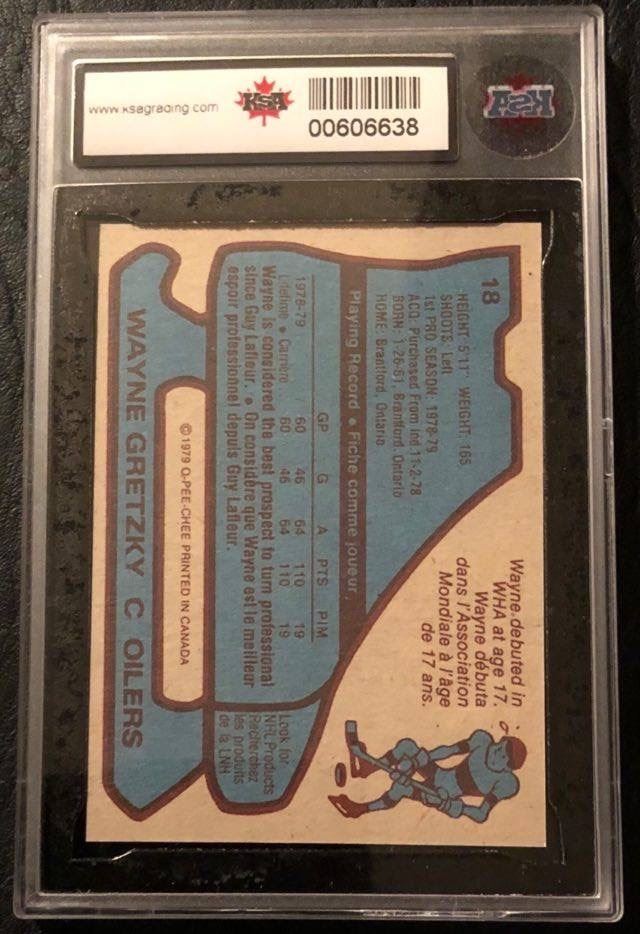 www.ksagrading.com
KSA
00606638
KSA
18
HEIGHT: 5'11" WEIGHT: 165
SHOOTS: Left
1st PRO SEASON: 1978-79
ACQ: Purchased From Ind 11-2-78
BORN: 1-26-61, Brantford, Ontario
HOME: Brantford, Ontario
Wayne debuted in
WHA at age 17.
Wayne débuta
dans l'Association
Mondiale à l'âge
de 17 ans.
Playing Record • Fiche comme joueur
GP G A PTS PIM
1978-79 60 46 64 110 19
Lifetime • Carrière 60 46 64 110 19
Wayne is considered the best prospect to turn professional
since Guy Lafleur. • On considère que Wayne est le meilleur
espoir professionnel depuis Guy Lafleur.
Look for
NHL Products
Recherchez
les produits
de la LNH
© 1979 O-PEE-CHEE PRINTED IN CANADA
WAYNE GRETZKY C OILERS